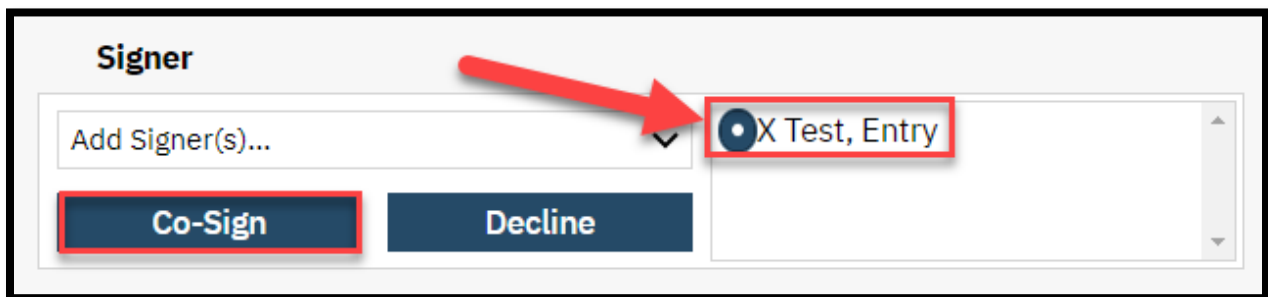 Signer
Add Signer(s)...
X Test, Entry
Co-Sign
Decline